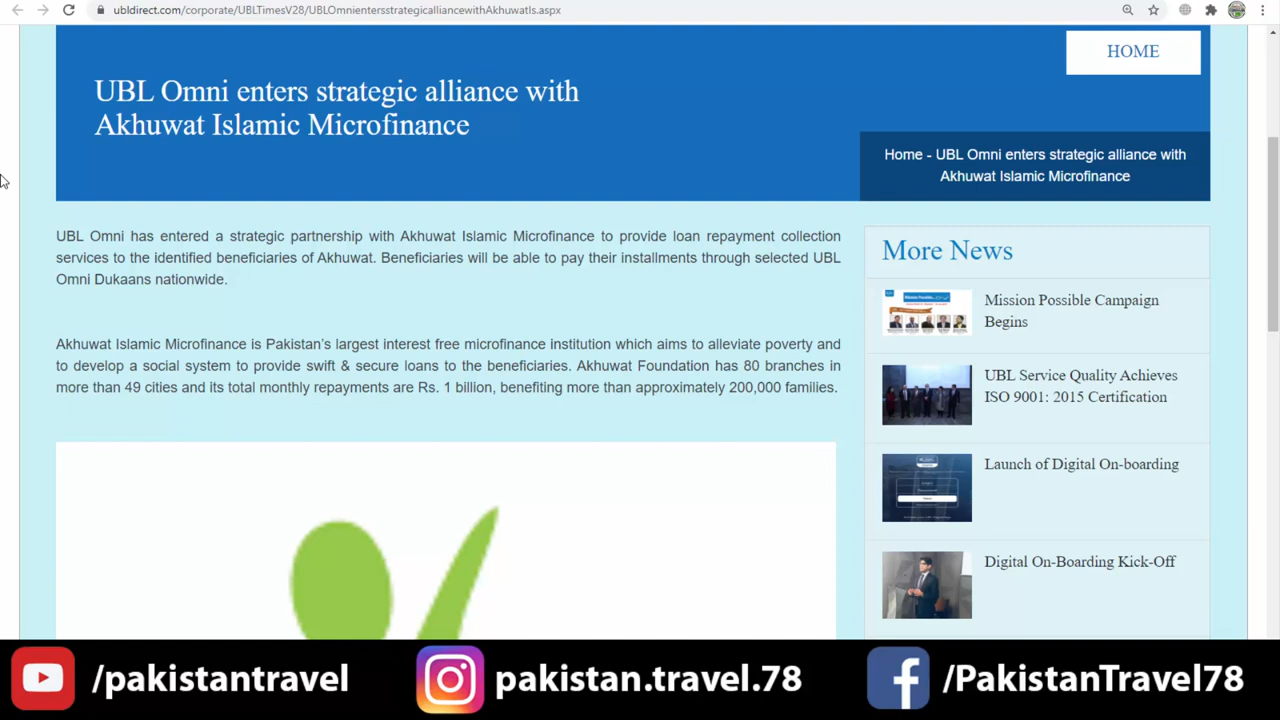 ubldirect.com/corporate/UBLTimesV28/UBLOmnientersstrategicalliancewithAkhuwatIs.aspx
HOME
UBL Omni enters strategic alliance with
Akhuwat Islamic Microfinance
Home - UBL Omni enters strategic alliance with
Akhuwat Islamic Microfinance
UBL Omni has entered a strategic partnership with Akhuwat Islamic Microfinance to provide loan repayment collection
services to the identified beneficiaries of Akhuwat. Beneficiaries will be able to pay their installments through selected UBL
Omni Dukaans nationwide.
Akhuwat Islamic Microfinance is Pakistan's largest interest free microfinance institution which aims to alleviate poverty and
to develop a social system to provide swift & secure loans to the beneficiaries. Akhuwat Foundation has 80 branches in
more than 49 cities and its total monthly repayments are Rs. 1 billion, benefiting more than approximately 200,000 families.
More News
Mission Possible Campaign
Begins
UBL Service Quality Achieves
ISO 9001: 2015 Certification
Launch of Digital On-boarding
Digital On-Boarding Kick-Off
/pakistantravel
pakistan.travel.78
/PakistanTravel78